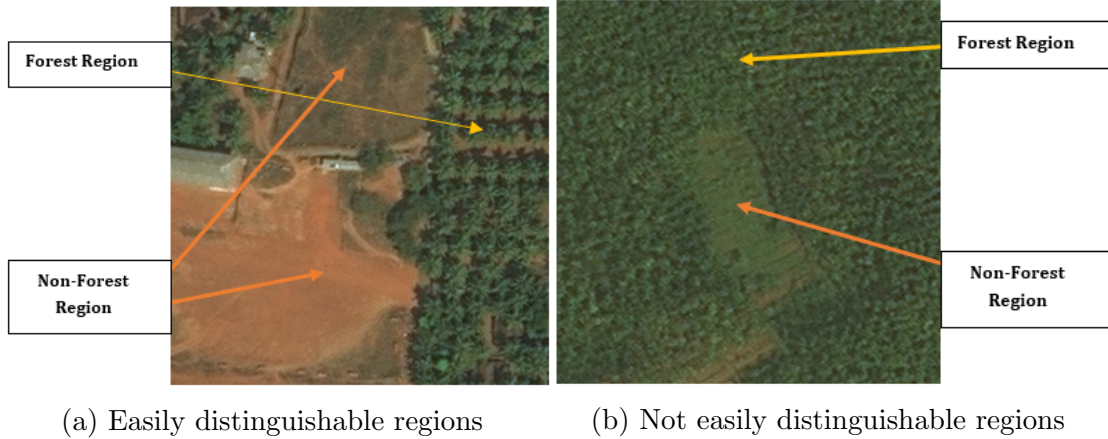 Forest Region
Non-Forest
Region
Forest Region
Non-Forest
Region
(a) Easily distinguishable regions
(b) Not easily distinguishable regions